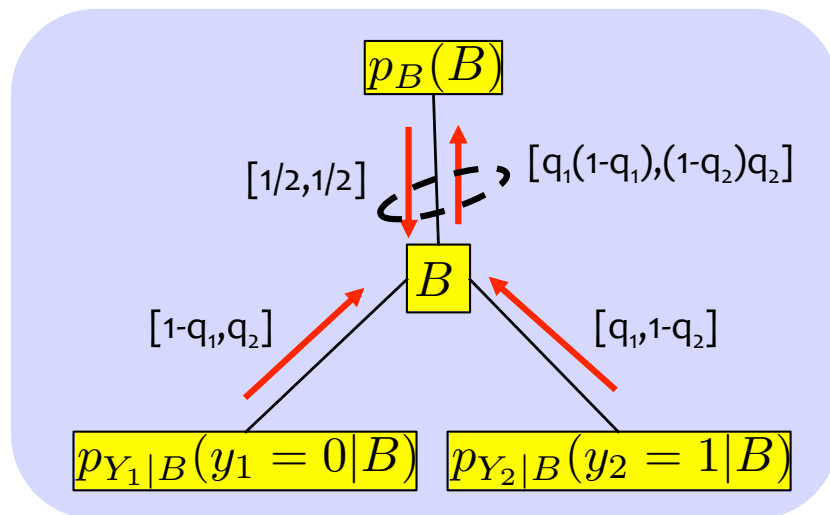 p_B(B)
[1/2,1/2]
[q₁(1-q₁),(1-q₂)q₂]
B
[1-q₁,q₂]
[q₁,1-q₂]
p_{Y₁|B}(y₁ = 0|B)
p_{Y₂|B}(y₂ = 1|B)